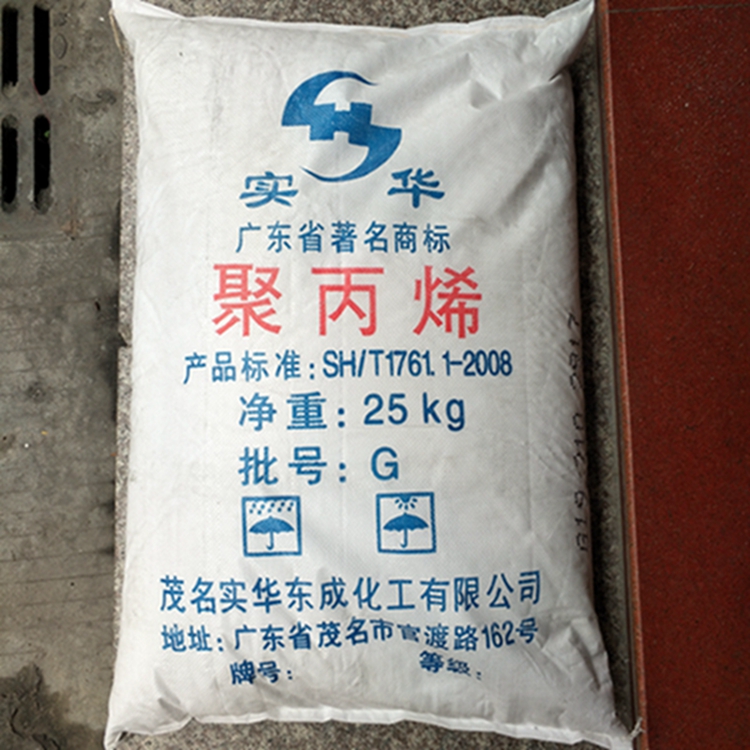 实华
广东省著名商标
聚丙烯
产品标准:SH/T1761.1-2008
净重:25kg
批号:G
茂名实华东成化工有限公司
地址:广东省茂名市官渡路162号
牌号: 等级: